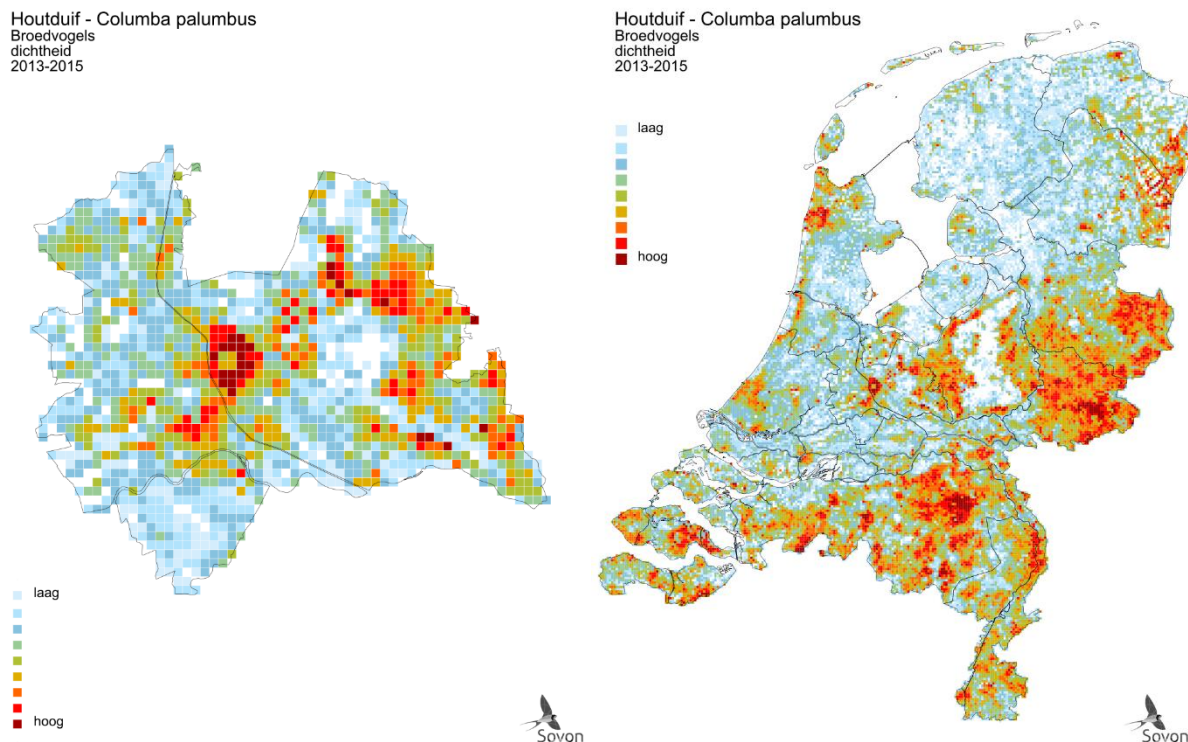 Houtduif - Columba palumbus
Broedvogels
dichtheid
2013-2015
laag
hoog
Sovon
Houtduif - Columba palumbus
Broedvogels
dichtheid
2013-2015
laag
hoog
Sovon